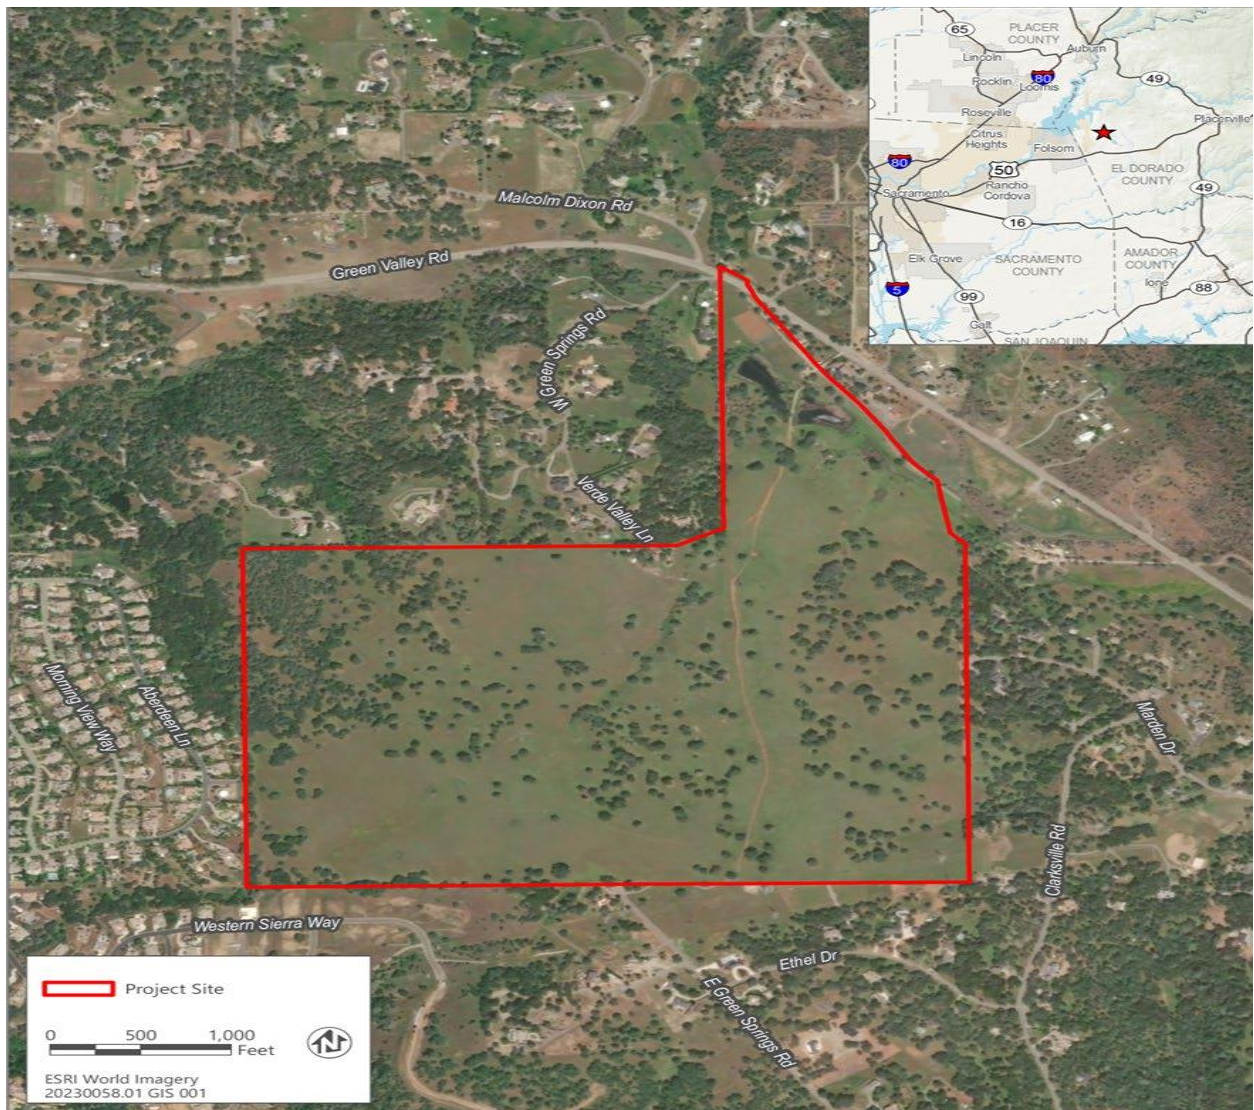 PLACER
COUNTY
65
Auburn
Lincoln
Rocklin
80
Loomis
49
Roseville
Placerville
Citrus
Heights
Folsom
80
50
EL DORADO
COUNTY
Rancho
Cordova
49
Sacramento
16
Elk Grove
SACRAMENTO
COUNTY
AMADOR
COUNTY
Ione
5
99
88
Galt
SAN JOAQUIN
Malcolm Dixon Rd
Green Valley Rd
W Green Springs Rd
Verde Valley Ln
Morning View Way
Aberdeen Ln
Marden Dr
Clarksville Rd
Western Sierra Way
Ethel Dr
E Green Springs Rd
Project Site
0 500 1,000
Feet
N
ESRI World Imagery
20230058.01 GIS 001